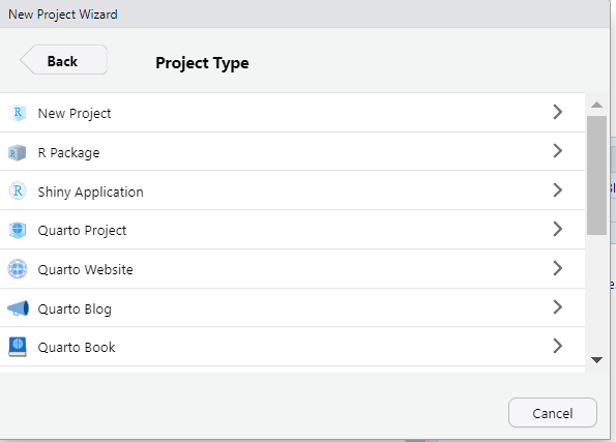 New Project Wizard
Back
Project Type
New Project
R Package
Shiny Application
Quarto Project
Quarto Website
Quarto Blog
Quarto Book
Cancel